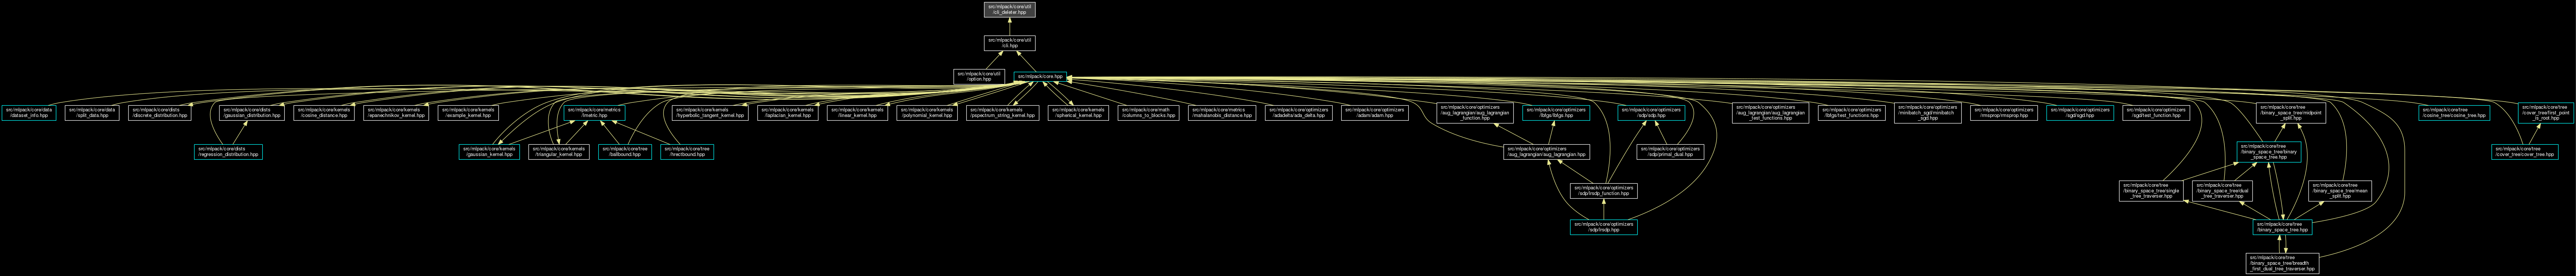 src/mlpack/core/util
/cli_deleter.hpp
src/mlpack/core/util
/cli.hpp
src/mlpack/core/util
/option.hpp
src/mlpack/core.hpp
src/mlpack/core/data
/dataset_info.hpp
src/mlpack/core/data
/split_data.hpp
src/mlpack/core/dists
/discrete_distribution.hpp
src/mlpack/core/dists
/gaussian_distribution.hpp
src/mlpack/core/kernels
/cosine_distance.hpp
src/mlpack/core/kernels
/epanechnikov_kernel.hpp
src/mlpack/core/kernels
/example_kernel.hpp
src/mlpack/core/metrics
/lmetric.hpp
src/mlpack/core/kernels
/hyperbolic_tangent_kernel.hpp
src/mlpack/core/kernels
/laplacian_kernel.hpp
src/mlpack/core/kernels
/linear_kernel.hpp
src/mlpack/core/kernels
/polynomial_kernel.hpp
src/mlpack/core/kernels
/pspectrum_string_kernel.hpp
src/mlpack/core/kernels
/spherical_kernel.hpp
src/mlpack/core/math
/columns_to_blocks.hpp
src/mlpack/core/metrics
/mahalanobis_distance.hpp
src/mlpack/core/optimizers
/adadelta/ada_delta.hpp
src/mlpack/core/optimizers
/adam/adam.hpp
src/mlpack/core/optimizers
/aug_lagrangian/aug_lagrangian
_function.hpp
src/mlpack/core/optimizers
/lbfgs/lbfgs.hpp
src/mlpack/core/optimizers
/sdp/sdp.hpp
src/mlpack/core/optimizers
/aug_lagrangian/aug_lagrangian
_test_functions.hpp
src/mlpack/core/optimizers
/lbfgs/test_functions.hpp
src/mlpack/core/optimizers
/minibatch_sgd/minibatch
_sgd.hpp
src/mlpack/core/optimizers
/rmsprop/rmsprop.hpp
src/mlpack/core/optimizers
/sgd/sgd.hpp
src/mlpack/core/optimizers
/sgd/test_function.hpp
src/mlpack/core/tree
/binary_space_tree/midpoint
_split.hpp
src/mlpack/core/tree
/cosine_tree/cosine_tree.hpp
src/mlpack/core/tree
/cover_tree/first_point
_is_root.hpp
src/mlpack/core/dists
/regression_distribution.hpp
src/mlpack/core/kernels
/gaussian_kernel.hpp
src/mlpack/core/kernels
/triangular_kernel.hpp
src/mlpack/core/tree
/ballbound.hpp
src/mlpack/core/tree
/hrectbound.hpp
src/mlpack/core/optimizers
/aug_lagrangian/aug_lagrangian.hpp
src/mlpack/core/optimizers
/sdp/primal_dual.hpp
src/mlpack/core/tree
/binary_space_tree/binary
_space_tree.hpp
src/mlpack/core/tree
/cover_tree/cover_tree.hpp
src/mlpack/core/optimizers
/sdp/lrsdp_function.hpp
src/mlpack/core/tree
/binary_space_tree/single
_tree_traverser.hpp
src/mlpack/core/tree
/binary_space_tree/dual
_tree_traverser.hpp
src/mlpack/core/tree
/binary_space_tree/mean
_split.hpp
src/mlpack/core/optimizers
/sdp/lrsdp.hpp
src/mlpack/core/tree
/binary_space_tree.hpp
src/mlpack/core/tree
/binary_space_tree/breadth
_first_dual_tree_traverser.hpp